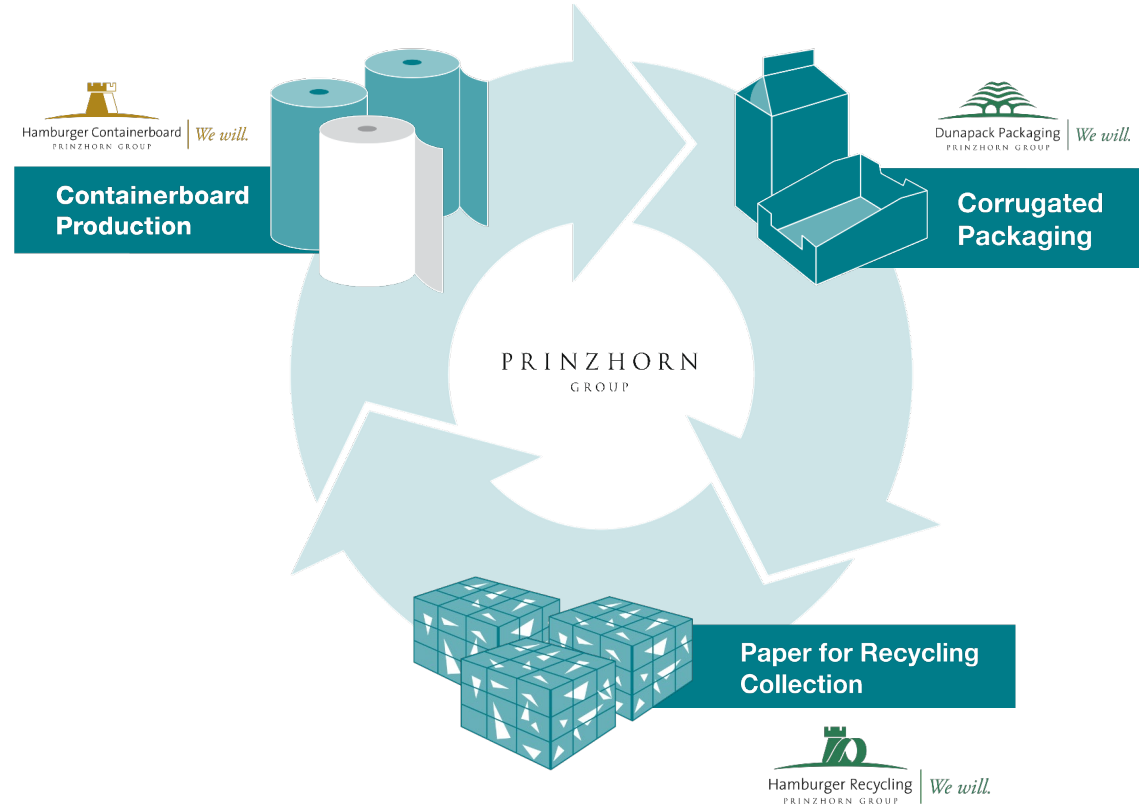 Hamburger Containerboard
PRINZHORN GROUP
We will.
Containerboard
Production
Dunapack Packaging
PRINZHORN GROUP
We will.
Corrugated
Packaging
PRINZHORN
GROUP
Paper for Recycling
Collection
Hamburger Recycling
PRINZHORN GROUP
We will.